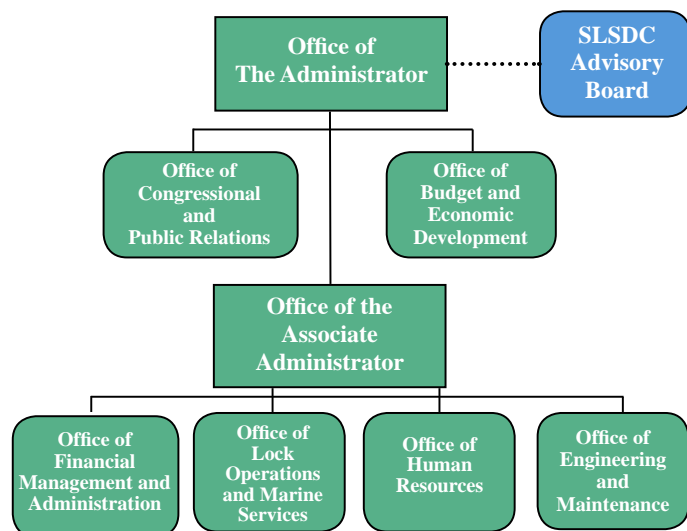 Office of
The Administrator
SLSDC
Advisory
Board
Office of
Congressional
and
Public Relations
Office of
Budget and
Economic
Development
Office of the
Associate
Administrator
Office of
Financial
Management and
Administration
Office of
Lock
Operations
and Marine
Services
Office of
Human
Resources
Office of
Engineering
and
Maintenance